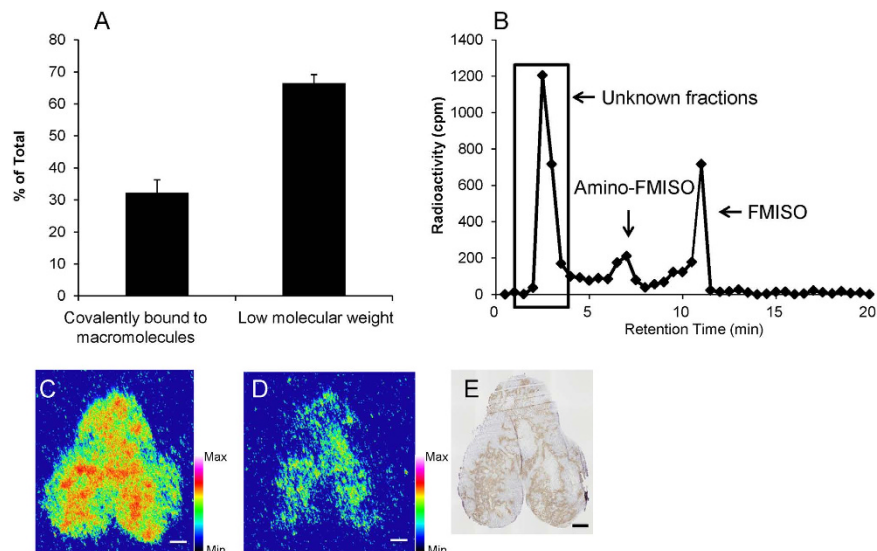 A
% of Total
80
70
60
50
40
30
20
10
0
Covalently bound to
macromolecules
Low molecular weight
B
Radioactivity (cpm)
1400
1200
1000
800
600
400
200
0
Unknown fractions
Amino-FMISO
FMISO
0
5
10
15
20
Retention Time (min)
C
Max
Min
D
Max
Min
E